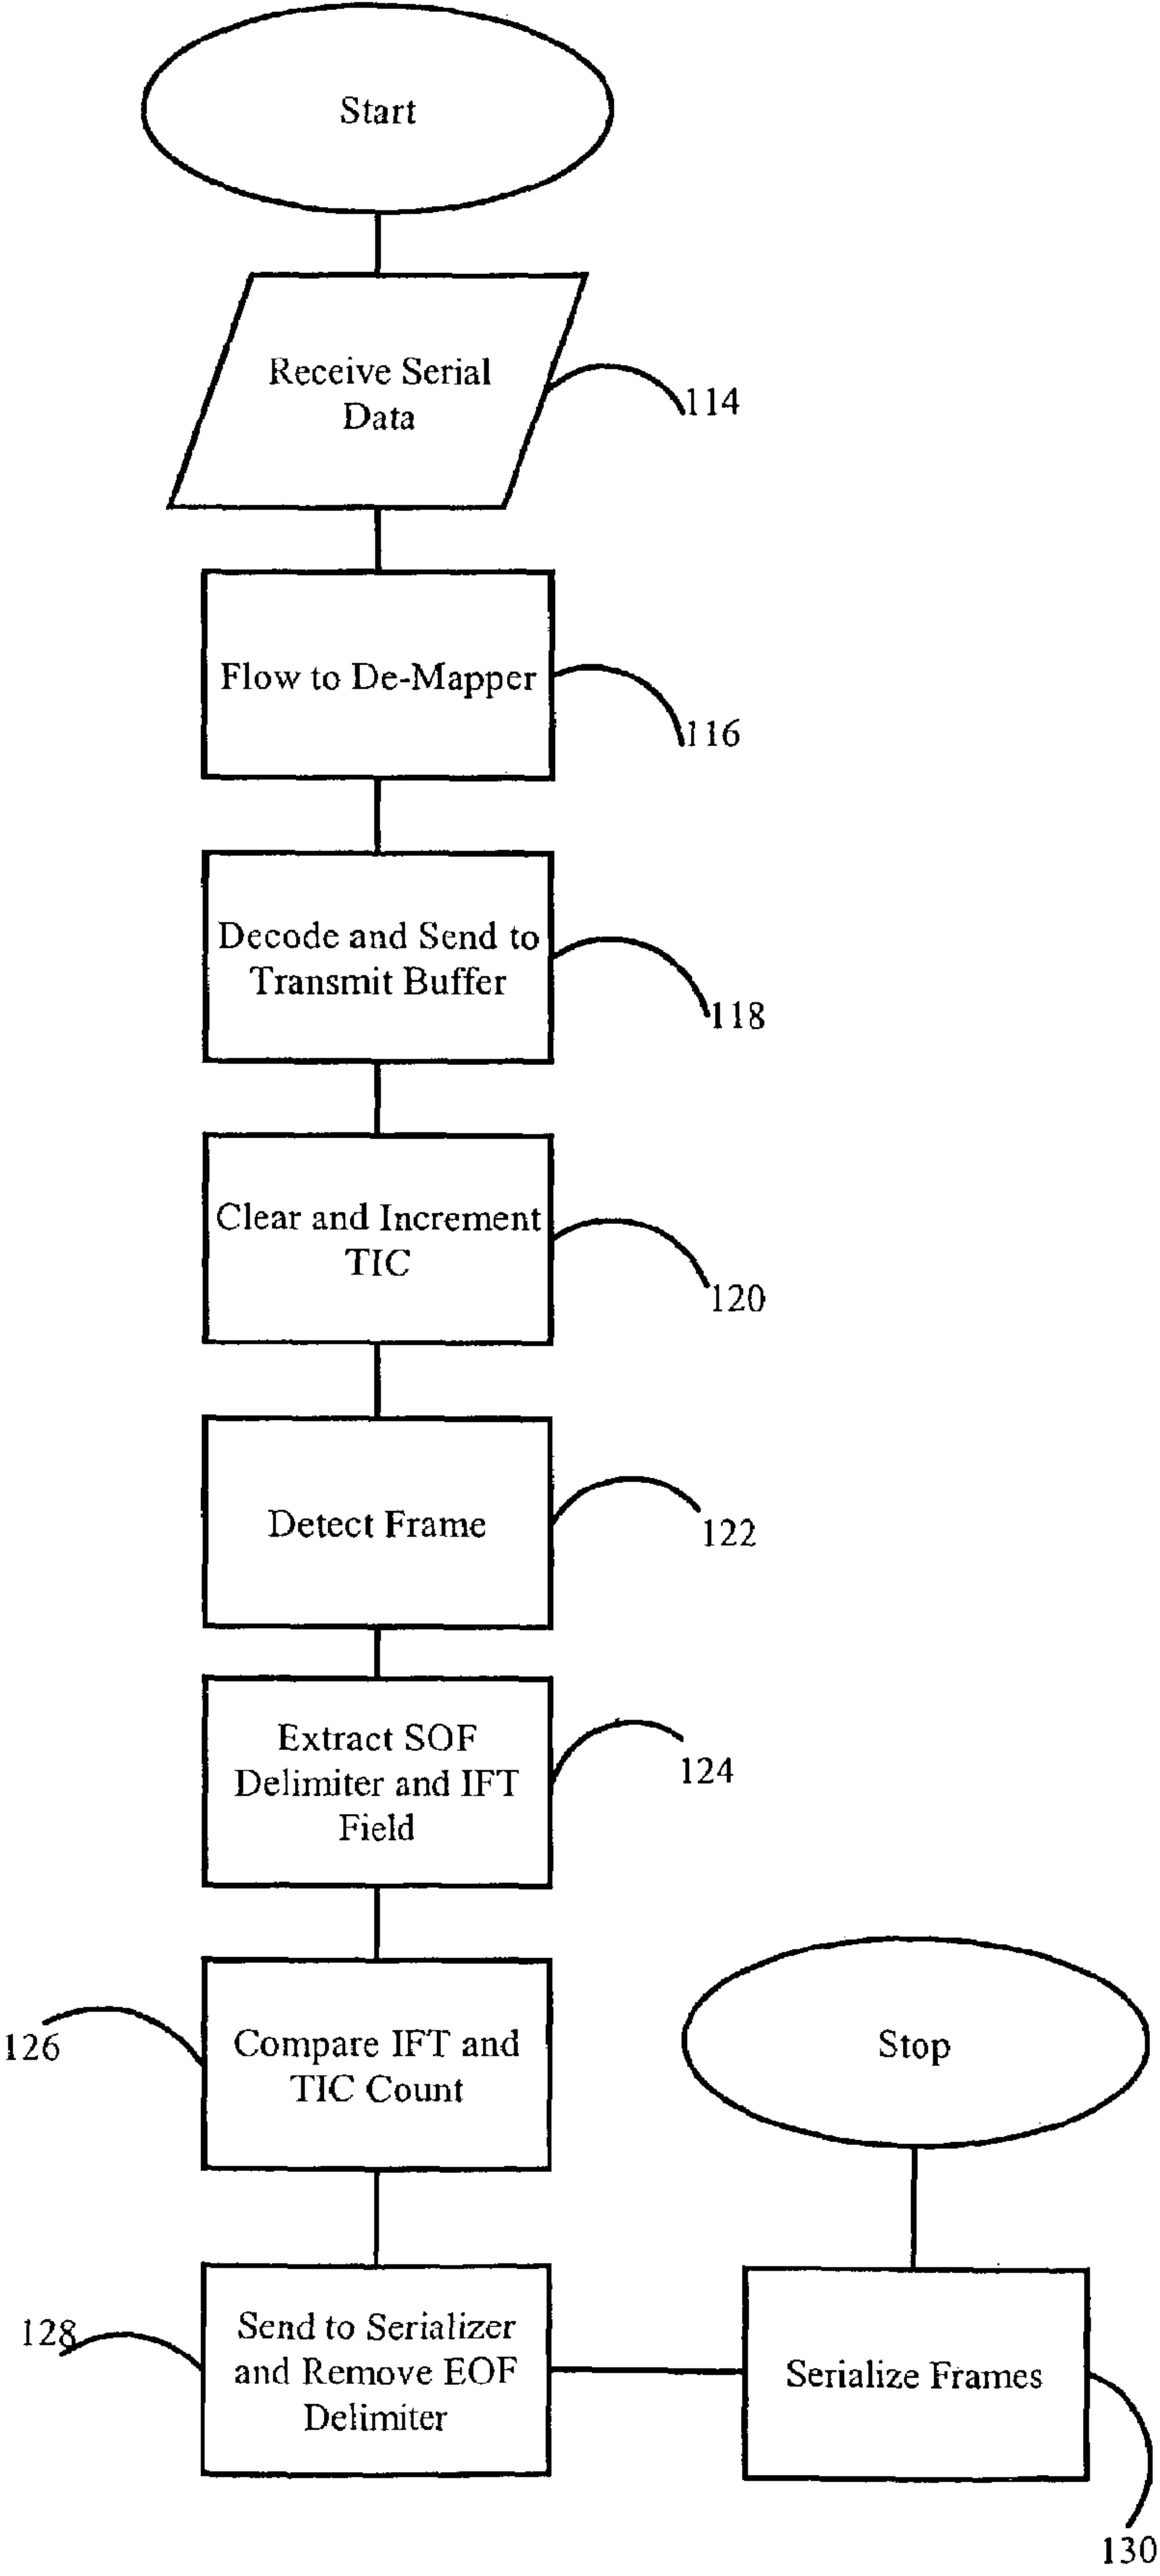 Start
Receive Serial
Data
114
Flow to De-Mapper
116
Decode and Send to
Transmit Buffer
118
Clear and Increment
TIC
120
Detect Frame
122
Extract SOF
Delimiter and IFT
Field
124
Compare IFT and
TIC Count
126
Stop
Send to Serializer
and Remove EOF
Delimiter
128
Serialize Frames
130